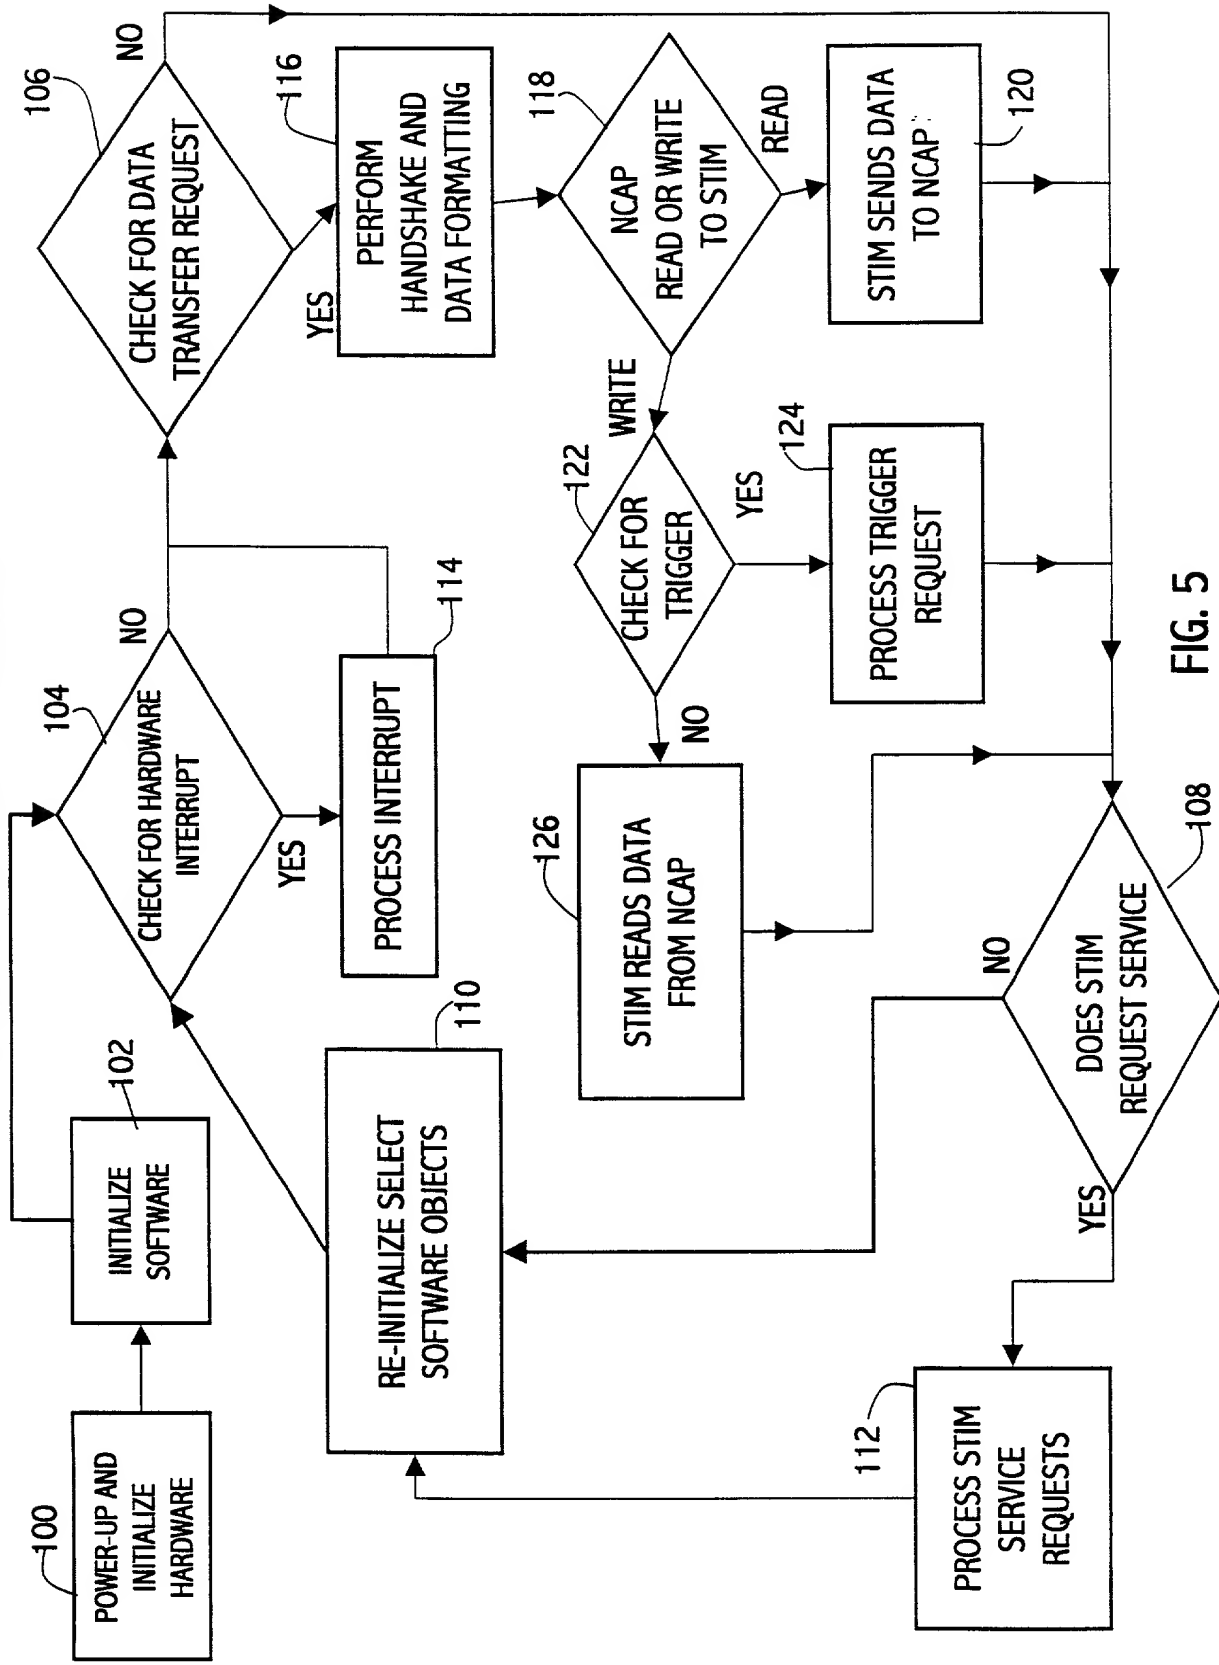 100
POWER-UP AND
INITIALIZE
HARDWARE
102
INITIALIZE
SOFTWARE
104
CHECK FOR HARDWARE
INTERRUPT
NO
YES
114
PROCESS INTERRUPT
106
CHECK FOR DATA
TRANSFER REQUEST
NO
YES
116
PERFORM
HANDSHAKE AND
DATA FORMATTING
118
NCAP
READ OR WRITE
TO STIM
READ
WRITE
120
STIM SENDS DATA
TO NCAP
122
CHECK FOR
TRIGGER
YES
NO
124
PROCESS TRIGGER
REQUEST
126
STIM READS DATA
FROM NCAP
110
RE-INITIALIZE SELECT
SOFTWARE OBJECTS
108
DOES STIM
REQUEST SERVICE
NO
YES
112
PROCESS STIM
SERVICE
REQUESTS
FIG. 5